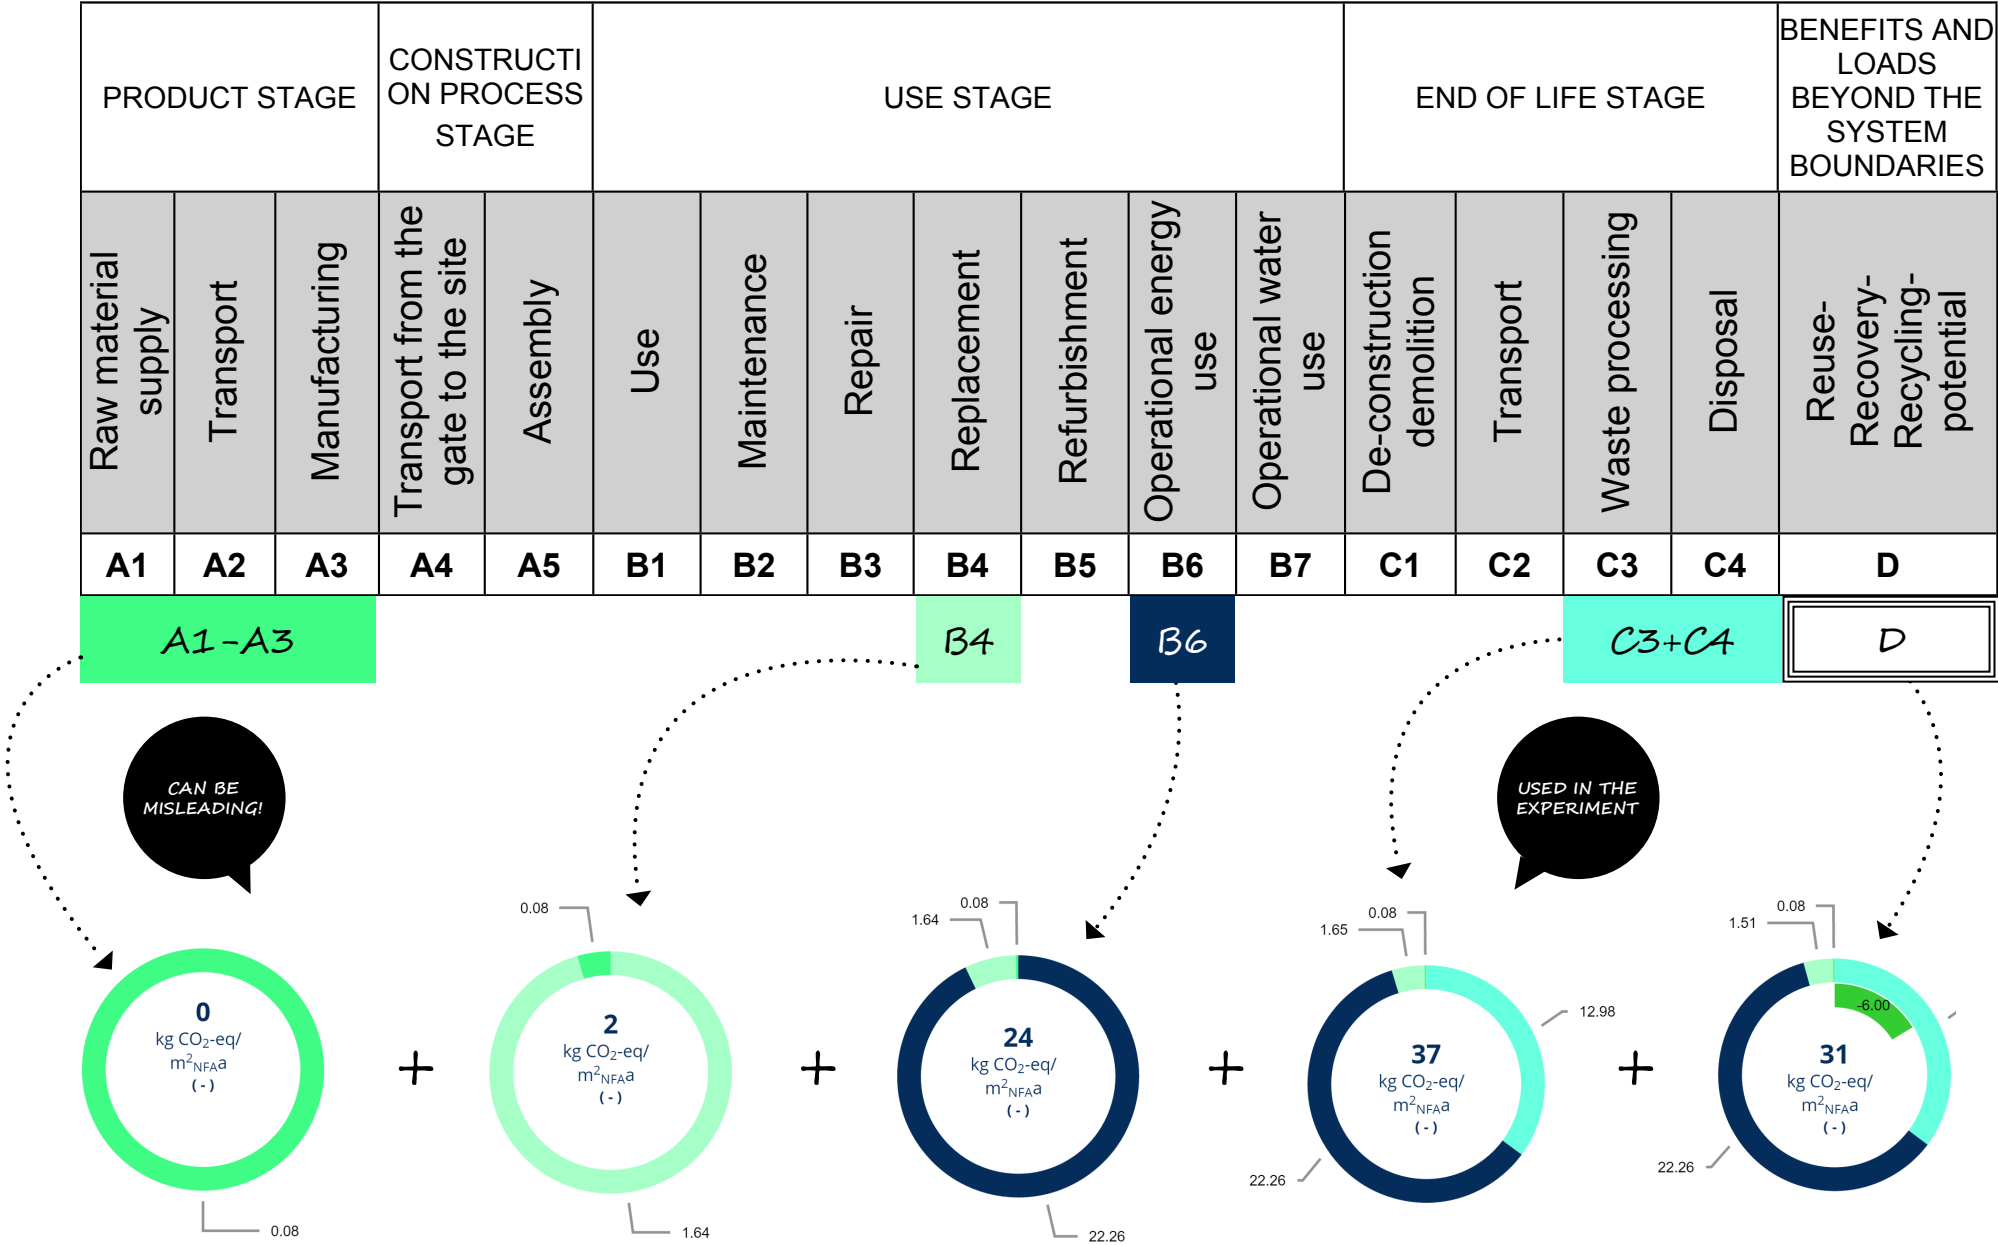 PRODUCT STAGE
CONSTRUCTI
ON PROCESS
STAGE
USE STAGE
END OF LIFE STAGE
BENEFITS AND
LOADS
BEYOND THE
SYSTEM
BOUNDARIES
Raw material
supply
Transport
Manufacturing
Transport from the
gate to the site
Assembly
Use
Maintenance
Repair
Replacement
Refurbishment
Operational energy
use
Operational water
use
De-construction
demolition
Transport
Waste processing
Disposal
Reuse-
Recovery-
Recycling-
potential
A1 A2 A3 A4 A5 B1 B2 B3 B4 B5 B6 B7 C1 C2 C3 C4 D
A1-A3
B4
B6
C3+C4
D
CAN BE
MISLEADING!
USED IN THE
EXPERIMENT
0
kg CO₂-eq/
m²NFAa
(-)
0.08
+
0.08
2
kg CO₂-eq/
m²NFAa
(-)
1.64
+
0.08
1.64
24
kg CO₂-eq/
m²NFAa
(-)
22.26
+
0.08
1.65
12.98
37
kg CO₂-eq/
m²NFAa
(-)
22.26
+
0.08
1.51
-6.00
31
kg CO₂-eq/
m²NFAa
(-)
22.26